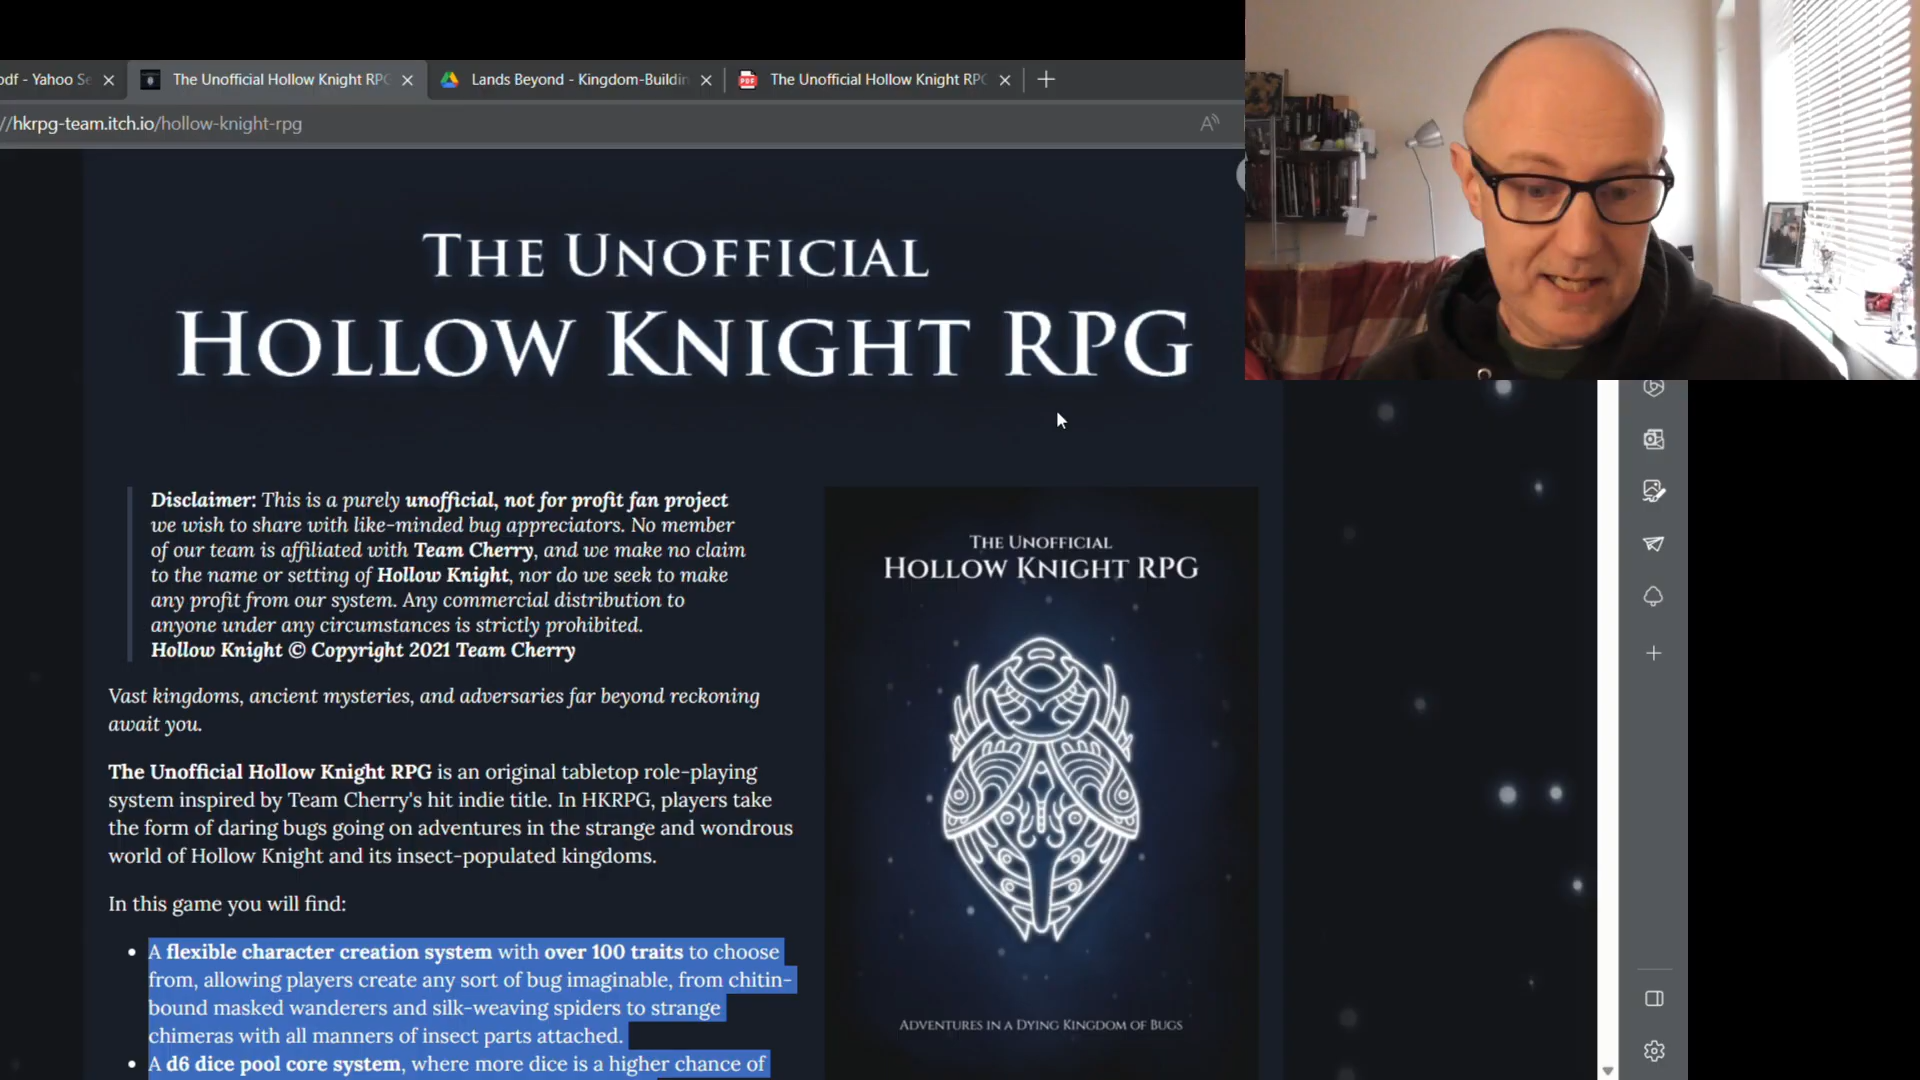 pdf - Yahoo Se
The Unofficial Hollow Knight RPG
Lands Beyond - Kingdom-Buildin
The Unofficial Hollow Knight RPG
//hkrpg-team.itch.io/hollow-knight-rpg
THE UNOFFICIAL
HOLLOW KNIGHT RPG
Disclaimer: This is a purely unofficial, not for profit fan project
we wish to share with like-minded bug appreciators. No member
of our team is affiliated with Team Cherry, and we make no claim
to the name or setting of Hollow Knight, nor do we seek to make
any profit from our system. Any commercial distribution to
anyone under any circumstances is strictly prohibited.
Hollow Knight © Copyright 2021 Team Cherry
Vast kingdoms, ancient mysteries, and adversaries far beyond reckoning
await you.
The Unofficial Hollow Knight RPG is an original tabletop role-playing
system inspired by Team Cherry's hit indie title. In HKRPG, players take
the form of daring bugs going on adventures in the strange and wondrous
world of Hollow Knight and its insect-populated kingdoms.
In this game you will find:
• A flexible character creation system with over 100 traits to choose
from, allowing players create any sort of bug imaginable, from chitin-
bound masked wanderers and silk-weaving spiders to strange
chimeras with all manners of insect parts attached.
• A d6 dice pool core system, where more dice is a higher chance of
THE UNOFFICIAL
HOLLOW KNIGHT RPG
ADVENTURES IN A DYING KINGDOM OF BUGS